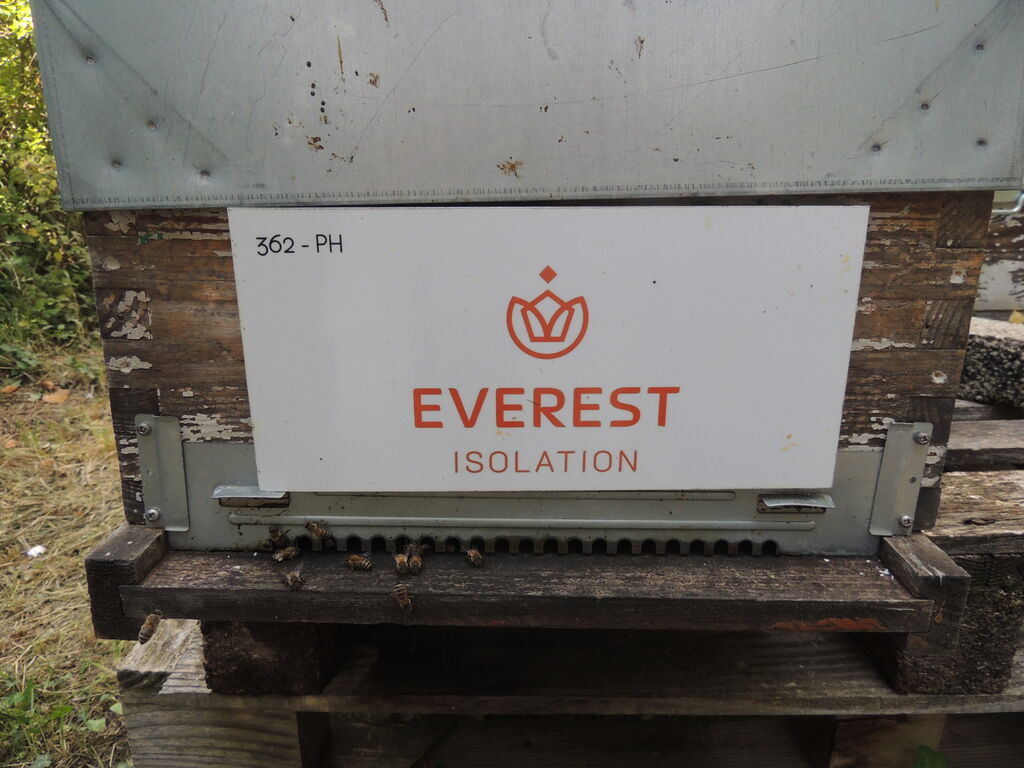 362 - PH
EVEREST
ISOLATION